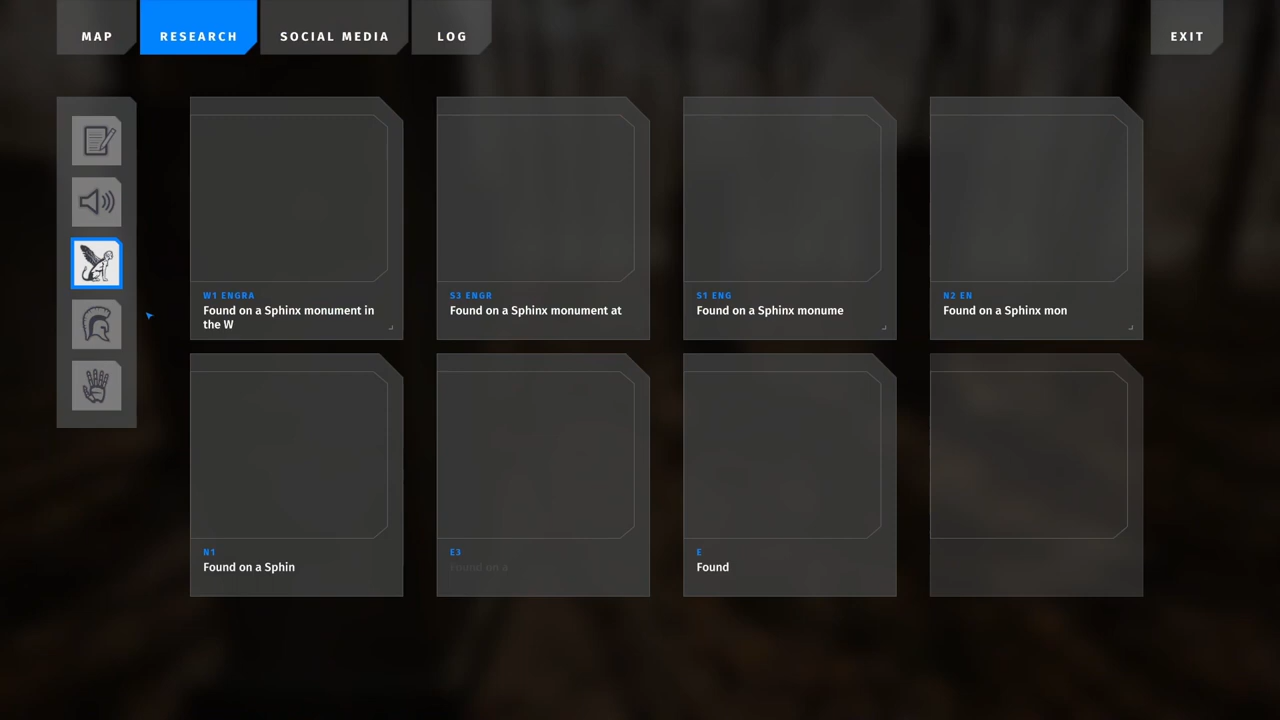 MAP
RESEARCH
SOCIAL MEDIA
LOG
EXIT
W1 ENGRA
Found on a Sphinx monument in
the W
S3 ENGR
Found on a Sphinx monument at
S1 ENG
Found on a Sphinx monume
N2 EN
Found on a Sphinx mon
N1
Found on a Sphin
E3
Found on a
E
Found